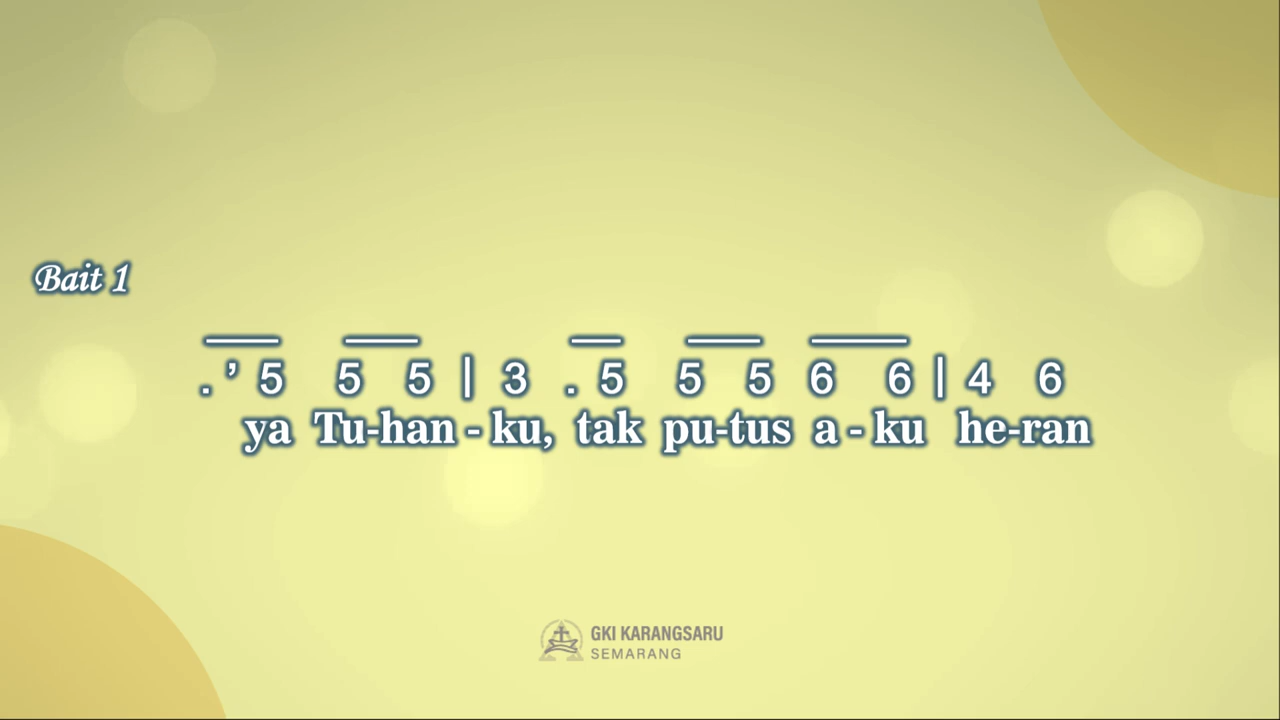 Bait 1
. ’ 5 5 5 | 3 . 5 5 5 6 6 | 4 6
ya Tu-han - ku, tak pu-tus a - ku he-ran
GKI KARANGSARU
SEMARANG